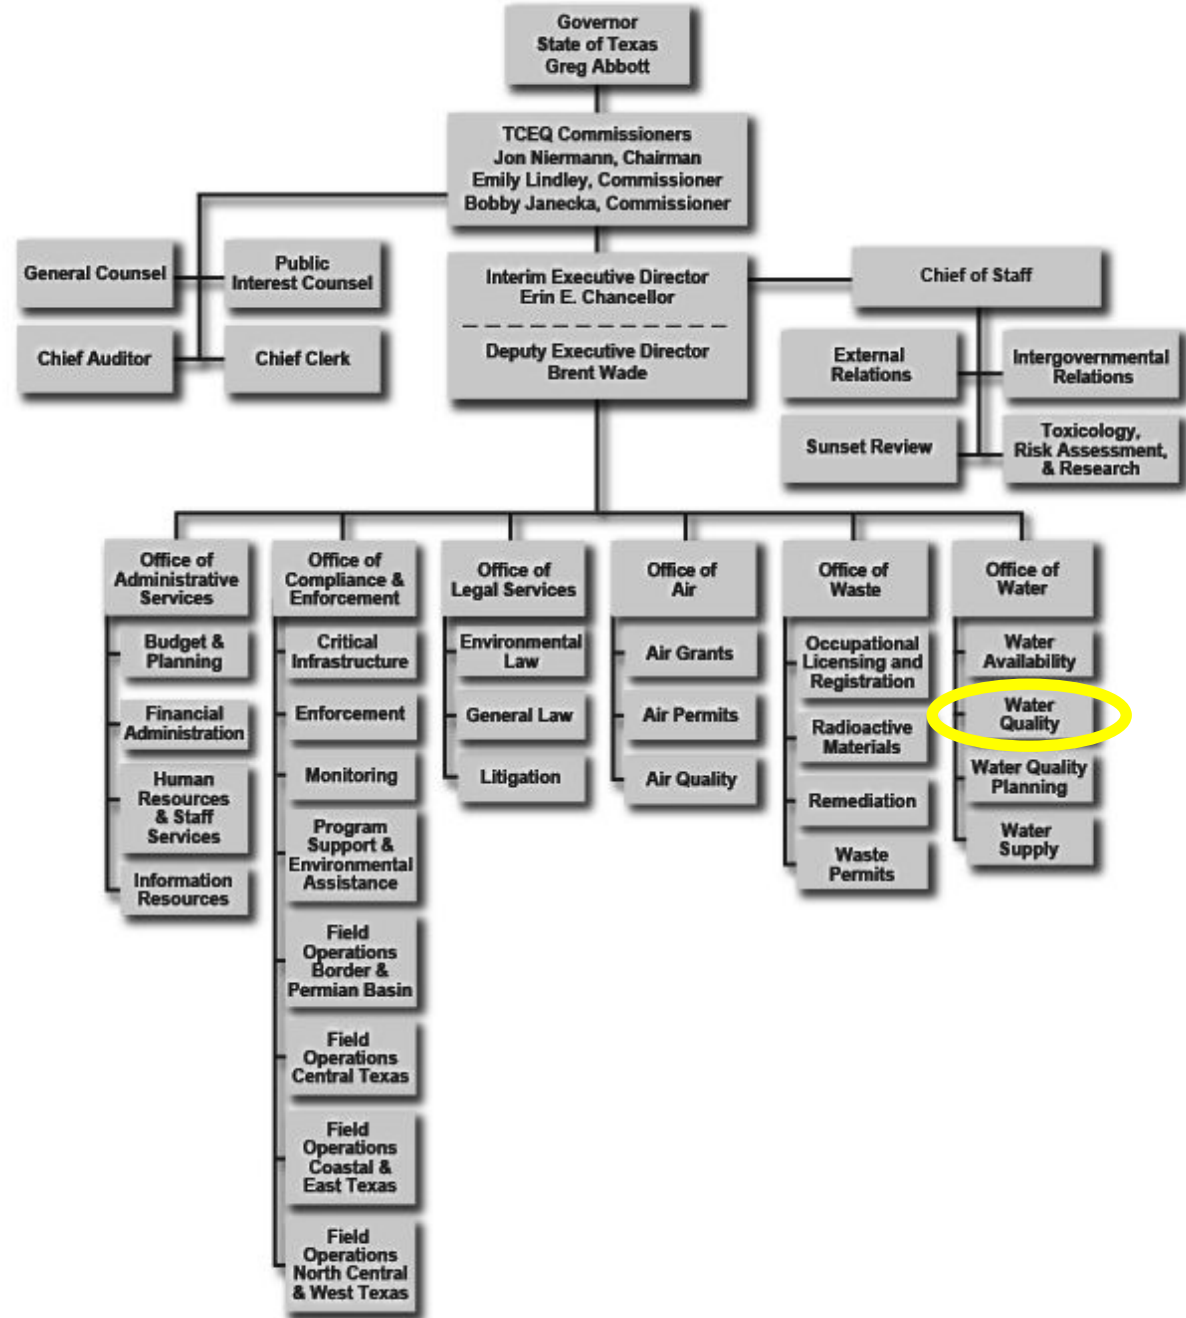 Governor
State of Texas
Greg Abbott
TCEQ Commissioners
Jon Niermann, Chairman
Emily Lindley, Commissioner
Bobby Janecka, Commissioner
General Counsel
Public
Interest Counsel
Chief Auditor
Chief Clerk
Interim Executive Director
Erin E. Chancellor
Deputy Executive Director
Brent Wade
Chief of Staff
External
Relations
Intergovernmental
Relations
Sunset Review
Toxicology,
Risk Assessment,
& Research
Office of
Administrative
Services
Budget &
Planning
Financial
Administration
Human
Resources
& Staff
Services
Information
Resources
Office of
Compliance &
Enforcement
Critical
Infrastructure
Enforcement
Monitoring
Program
Support &
Environmental
Assistance
Field
Operations
Border &
Permian Basin
Field
Operations
Central Texas
Field
Operations
Coastal &
East Texas
Field
Operations
North Central
& West Texas
Office of
Legal Services
Environmental
Law
General Law
Litigation
Office of
Air
Air Grants
Air Permits
Air Quality
Office of
Waste
Occupational
Licensing and
Registration
Radioactive
Materials
Remediation
Waste
Permits
Office of
Water
Water
Availability
Water
Quality
Water Quality
Planning
Water
Supply